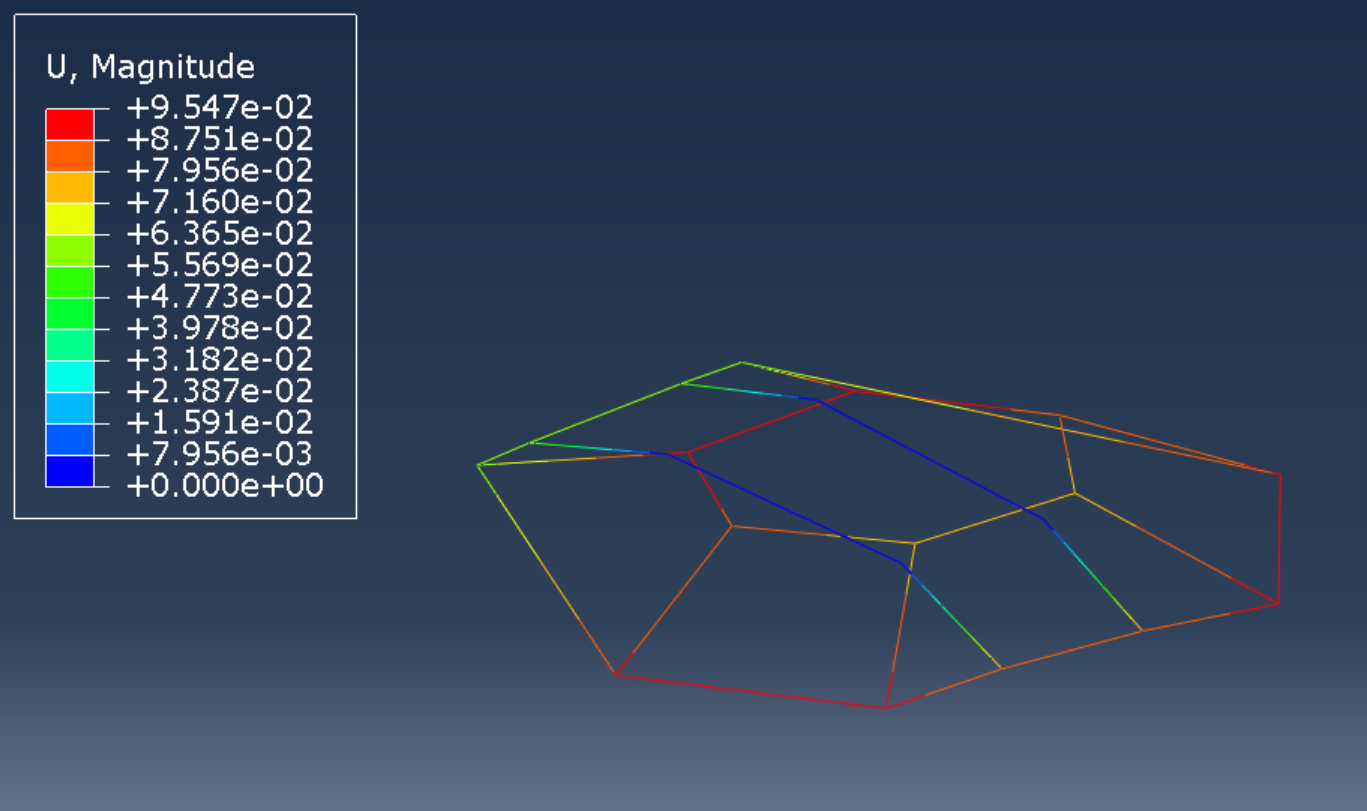 U, Magnitude
+9.547e-02
+8.751e-02
+7.956e-02
+7.160e-02
+6.365e-02
+5.569e-02
+4.773e-02
+3.978e-02
+3.182e-02
+2.387e-02
+1.591e-02
+7.956e-03
+0.000e+00